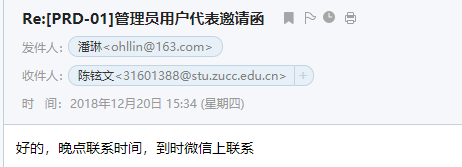 Re:[PRD-01]管理员用户代表邀请函
发件人： 潘琳<ohllin@163.com>
收件人： 陈铉文<31601388@stu.zucc.edu.cn> +
时 间： 2018年12月20日 15:34 (星期四)
好的，晚点联系时间，到时微信上联系